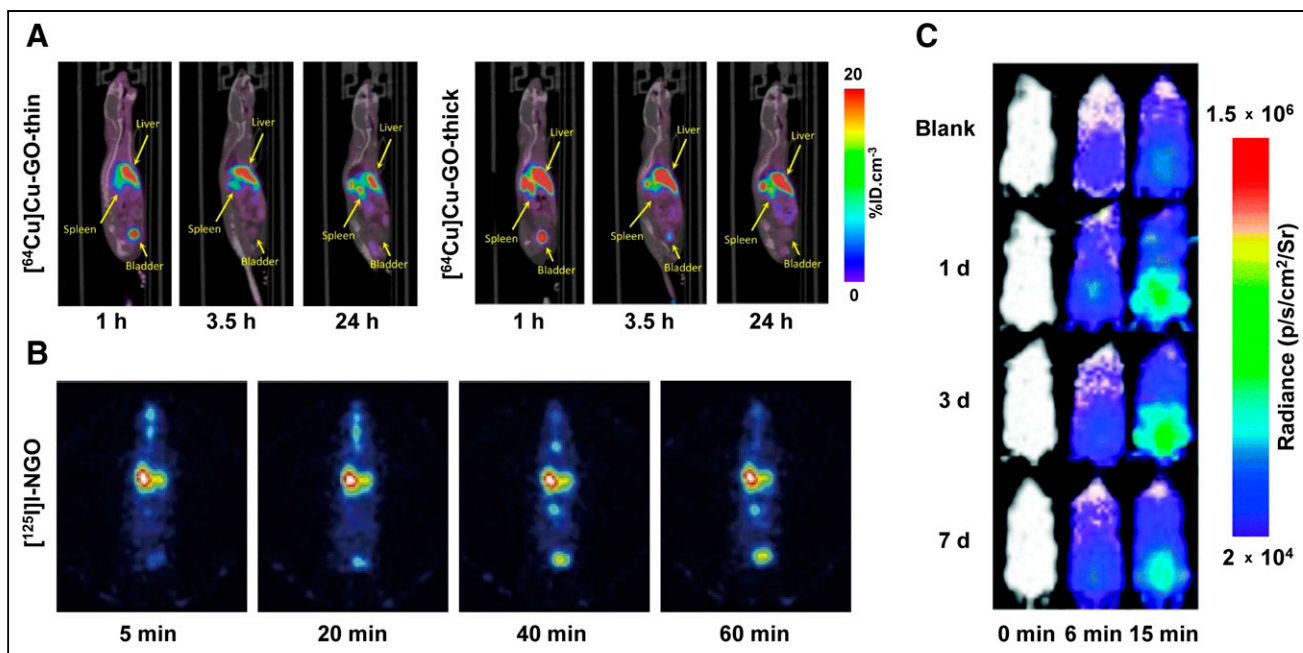 A
[⁶⁴Cu]Cu-GO-thin
Liver
Spleen
Bladder
1 h
Liver
Spleen
Bladder
3.5 h
Liver
Spleen
Bladder
24 h
[⁶⁴Cu]Cu-GO-thick
Liver
Spleen
Bladder
1 h
Liver
Spleen
Bladder
3.5 h
Liver
Spleen
Bladder
24 h
20
%ID.cm⁻³
0
B
[¹²⁵I]I-NGO
5 min
20 min
40 min
60 min
C
Blank
1 d
3 d
7 d
0 min 6 min 15 min
1.5 × 10⁶
Radiance (p/s/cm²/Sr)
2 × 10⁴